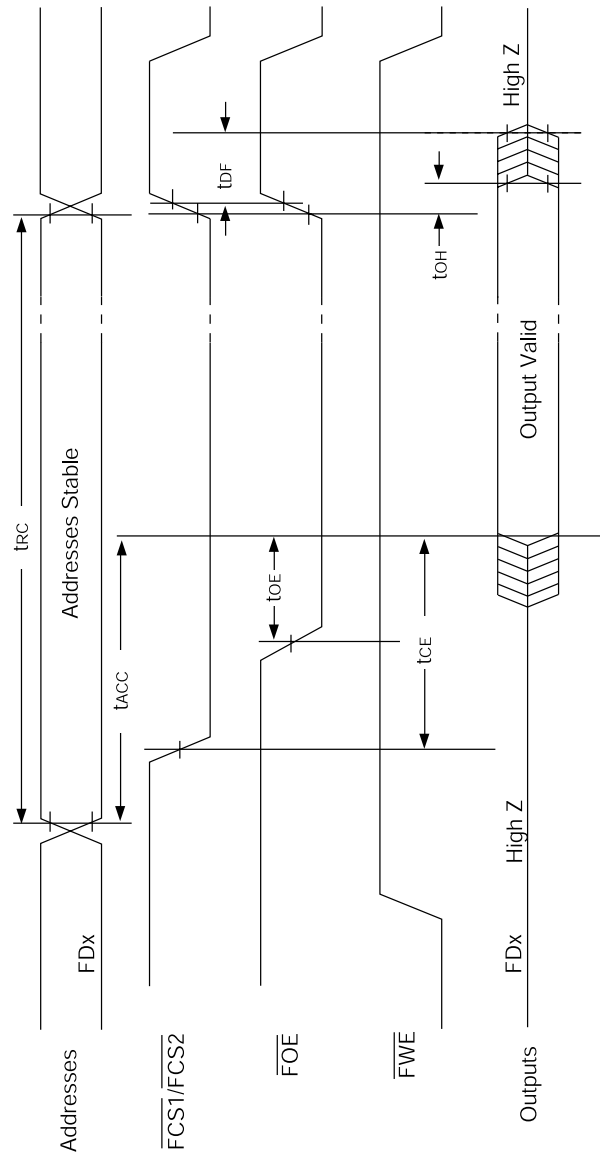 tRC
Addresses FDx Addresses Stable
tACC
FCS1/FCS2
tDF
FOE
tOE
FWE
tCE
tOH
Outputs FDx High Z Output Valid High Z